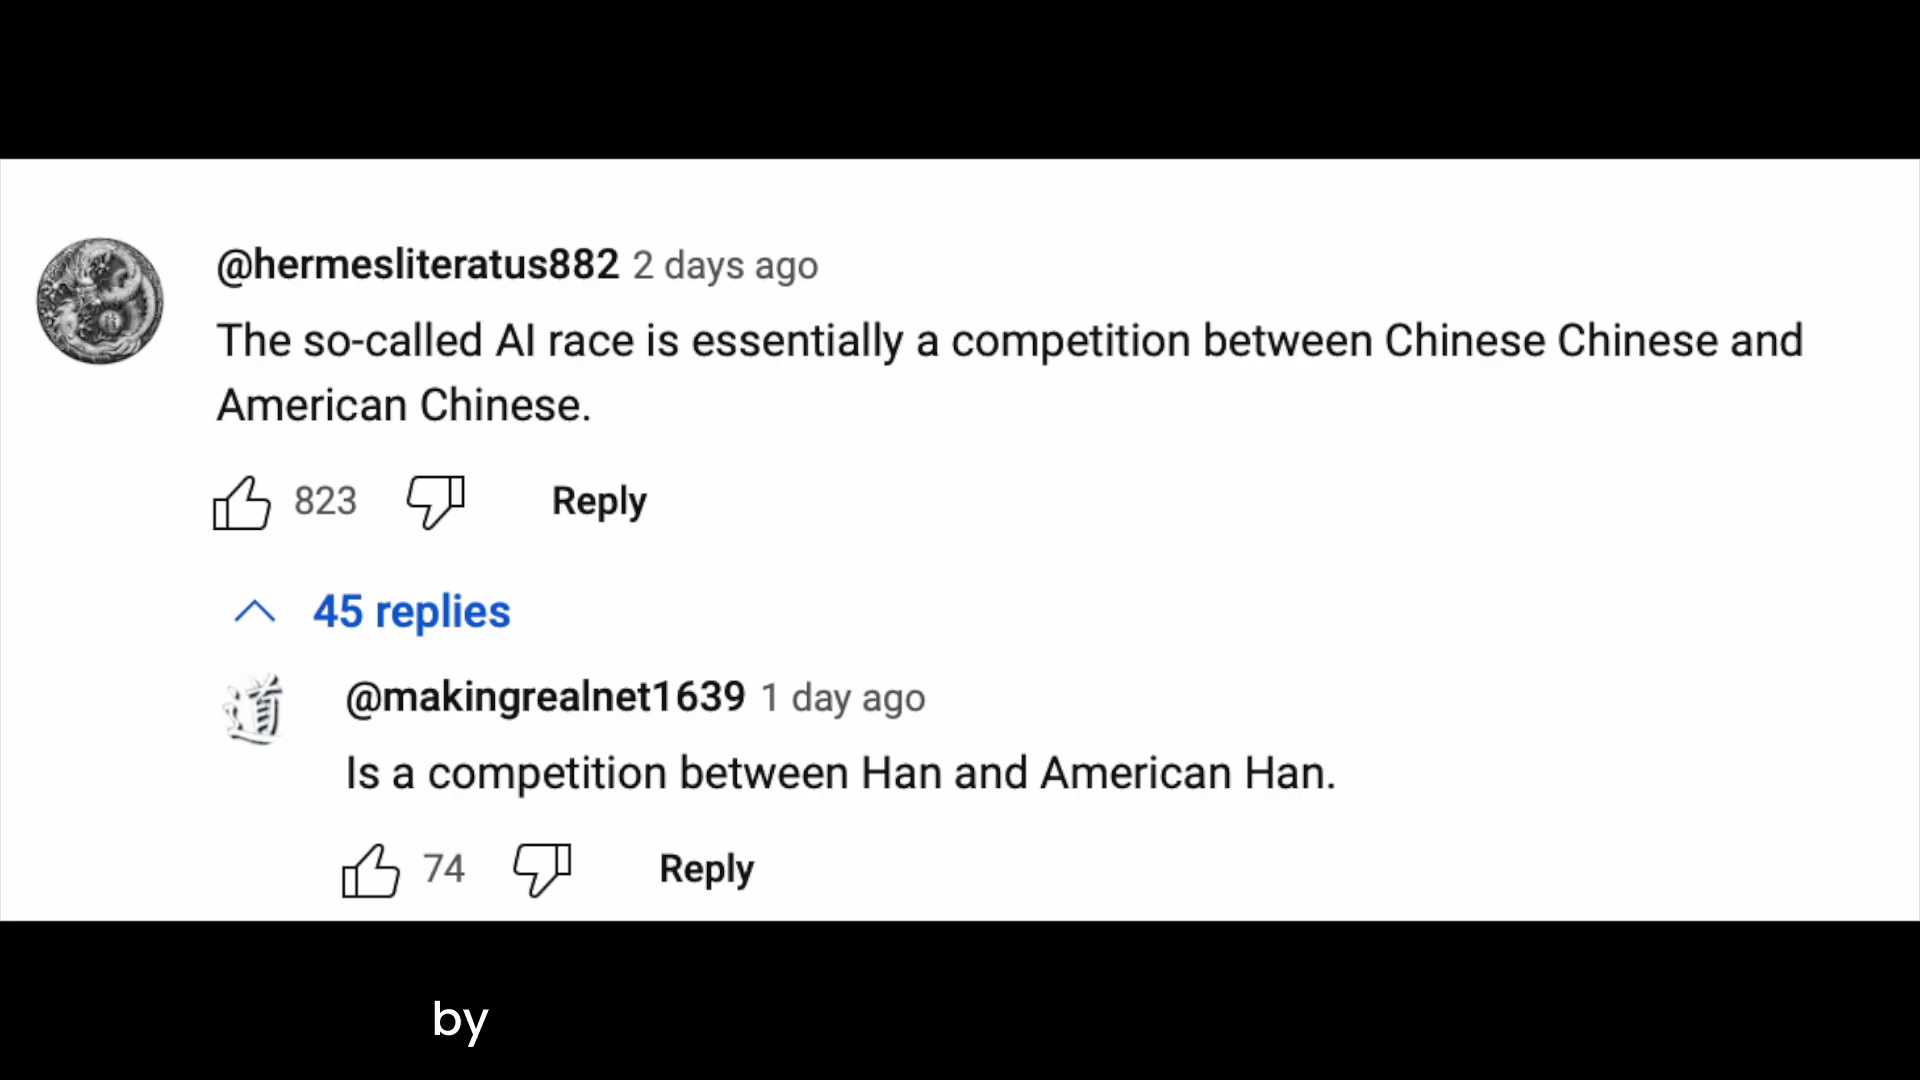 @hermesliteratus882 2 days ago
The so-called AI race is essentially a competition between Chinese Chinese and
American Chinese.
823 Reply
45 replies
道
@makingrealnet1639 1 day ago
Is a competition between Han and American Han.
74 Reply
by